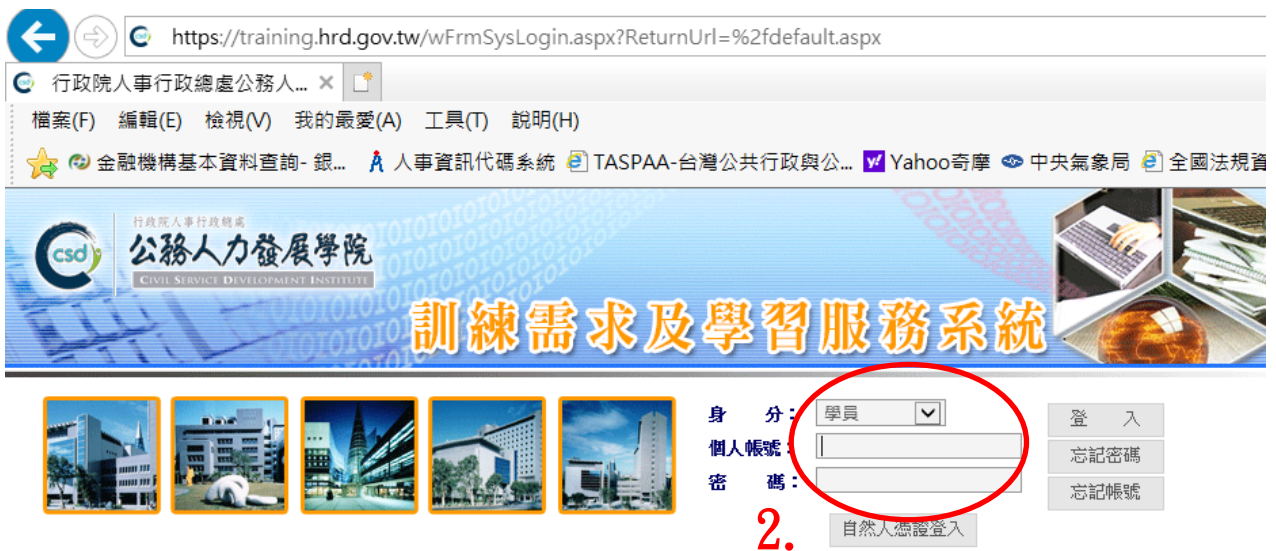 https://training.hrd.gov.tw/wFrmSysLogin.aspx?ReturnUrl=%2fdefault.aspx
行政院人事行政總處公務人...
檔案(F) 編輯(E) 檢視(V) 我的最愛(A) 工具(T) 說明(H)
金融機構基本資料查詢- 銀... 人事資訊代碼系統 TASPAA-台灣公共行政與公... Yahoo奇摩 中央氣象局 全國法規資
行政院人事行政總處
csd 公務人力發展學院
CIVIL SERVICE DEVELOPMENT INSTITUTE
訓練需求及學習服務系統
身 分： 學員 登 入
個人帳號： 忘記密碼
密 碼： 忘記帳號
2. 自然人憑證登入